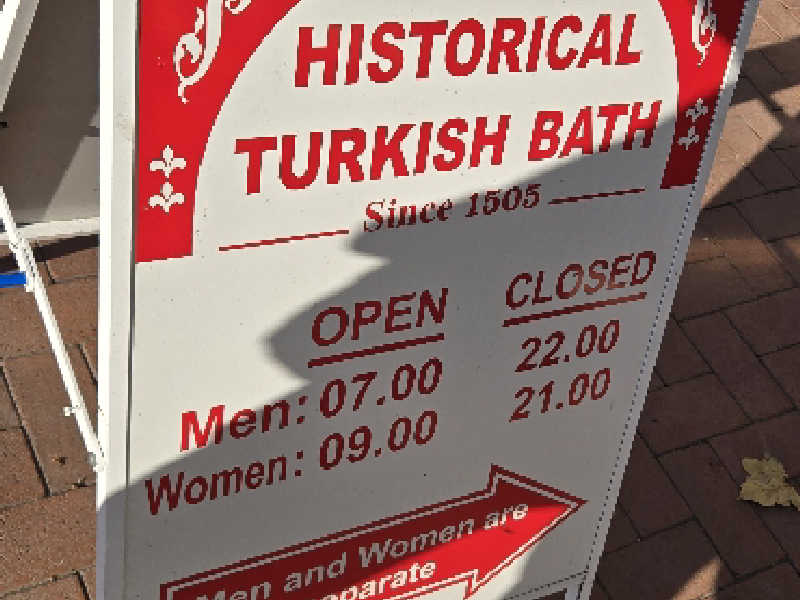 HISTORICAL
TURKISH BATH
Since 1505
OPEN CLOSED
Men: 07.00 22.00
Women: 09.00 21.00
Men and Women are
separate